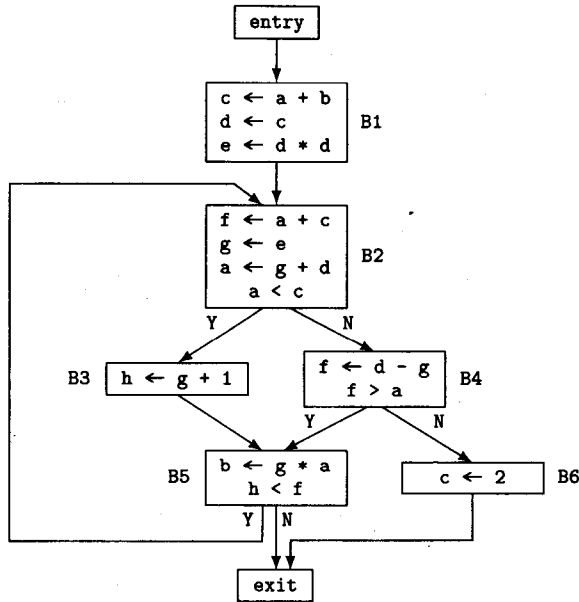 entry
c ← a + b
d ← c
e ← d * d
B1
f ← a + c
g ← e
a ← g + d
a < c
B2
Y
N
B3
h ← g + 1
f ← d - g
f > a
B4
Y
N
B5
b ← g * a
h < f
c ← 2
B6
Y
N
exit